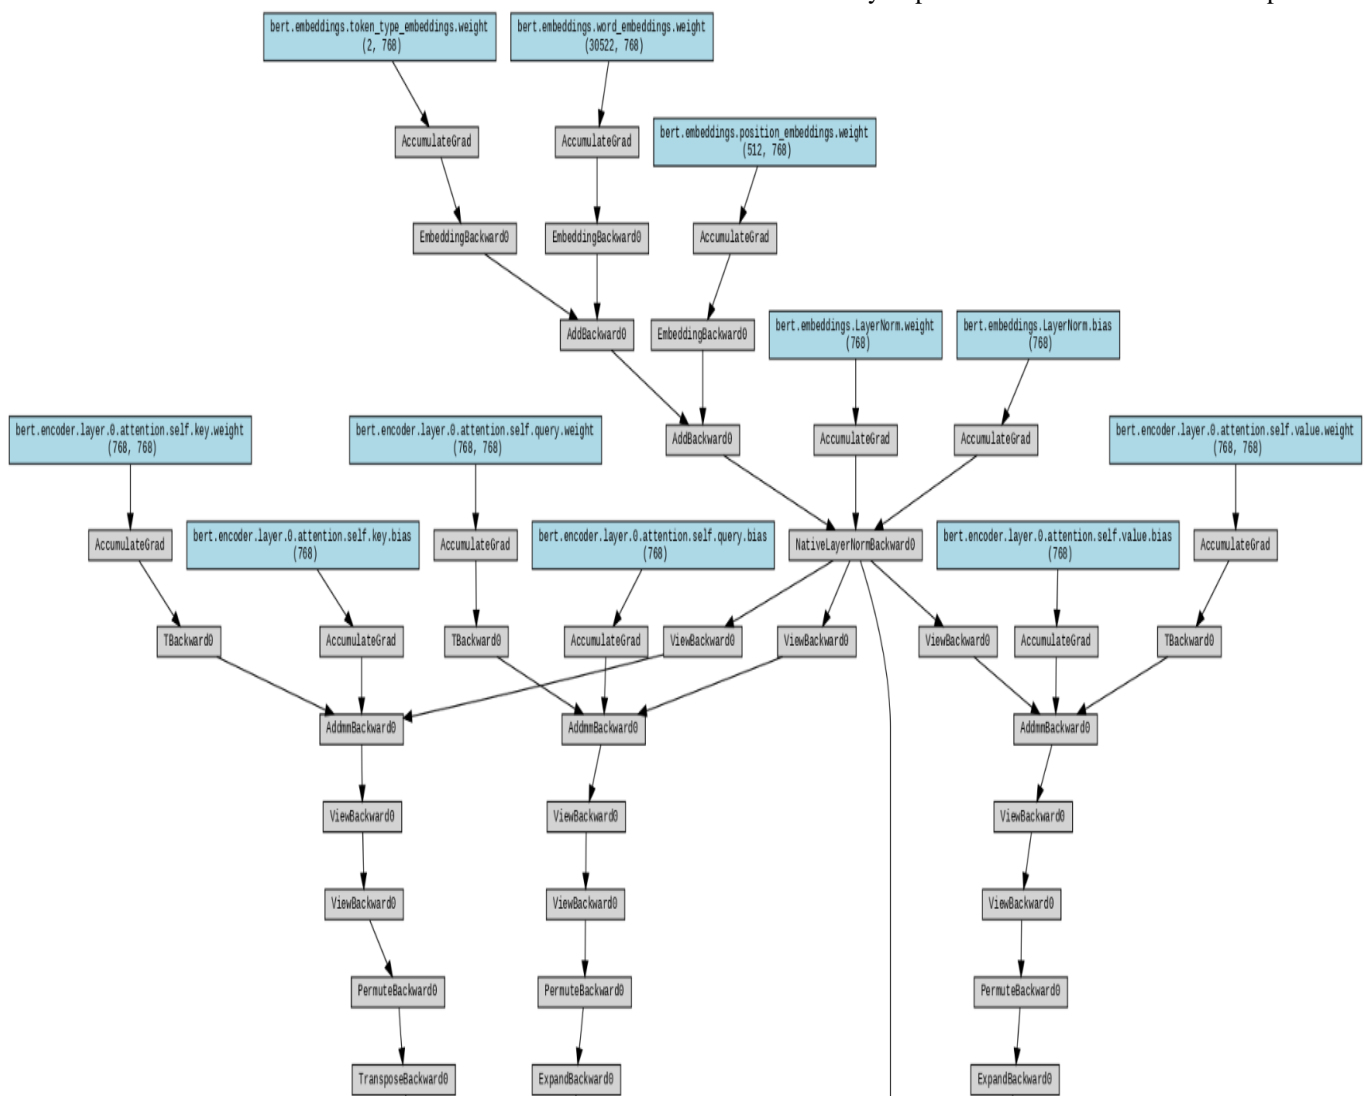 bert.embeddings.token_type_embeddings.weight
(2, 768)
bert.embeddings.word_embeddings.weight
(30522, 768)
AccumulateGrad
AccumulateGrad
bert.embeddings.position_embeddings.weight
(512, 768)
EmbeddingBackward0
EmbeddingBackward0
AccumulateGrad
AddBackward0
EmbeddingBackward0
bert.embeddings.LayerNorm.weight
(768)
bert.embeddings.LayerNorm.bias
(768)
bert.encoder.layer.0.attention.self.key.weight
(768, 768)
bert.encoder.layer.0.attention.self.query.weight
(768, 768)
AddBackward0
AccumulateGrad
AccumulateGrad
bert.encoder.layer.0.attention.self.value.weight
(768, 768)
AccumulateGrad
bert.encoder.layer.0.attention.self.key.bias
(768)
AccumulateGrad
bert.encoder.layer.0.attention.self.query.bias
(768)
NativeLayerNormBackward0
bert.encoder.layer.0.attention.self.value.bias
(768)
AccumulateGrad
TBackward0
AccumulateGrad
TBackward0
AccumulateGrad
ViewBackward0
ViewBackward0
ViewBackward0
AccumulateGrad
TBackward0
AddmmBackward0
AddmmBackward0
AddmmBackward0
ViewBackward0
ViewBackward0
ViewBackward0
ViewBackward0
ViewBackward0
ViewBackward0
PermuteBackward0
PermuteBackward0
PermuteBackward0
TransposeBackward0
ExpandBackward0
ExpandBackward0